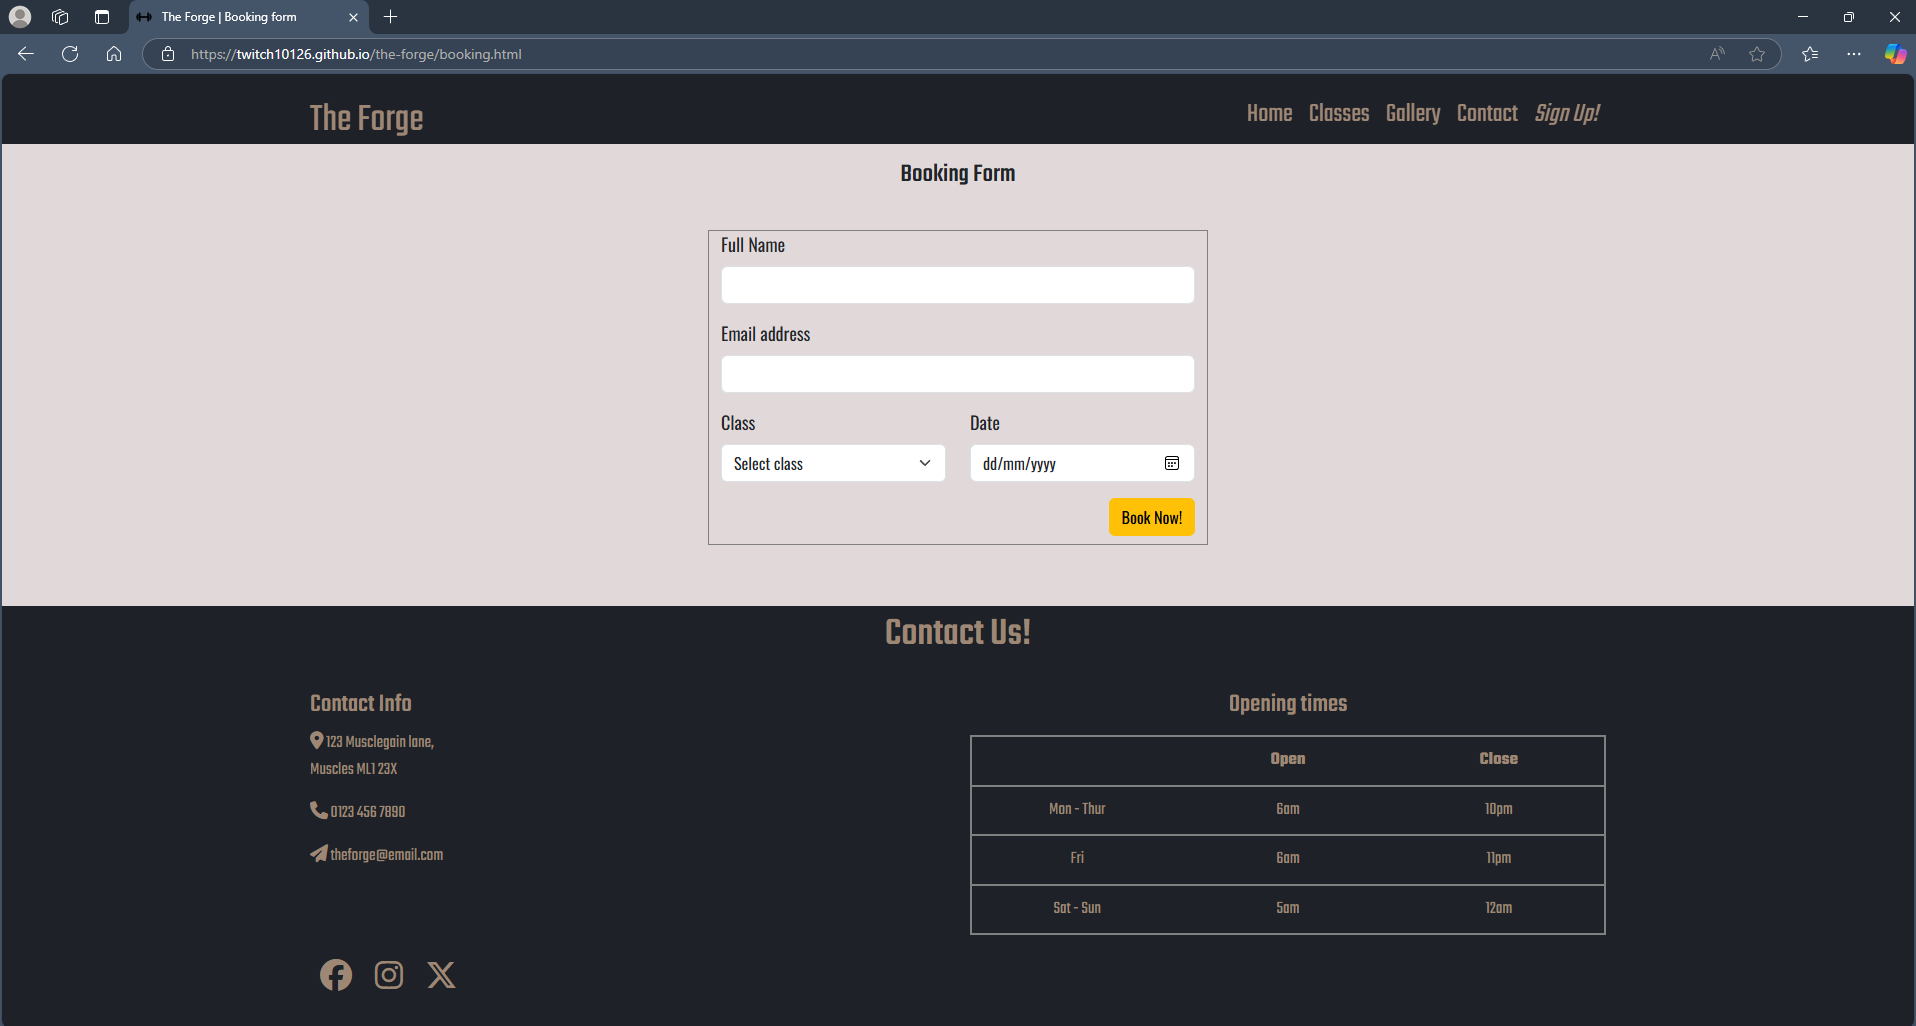 The Forge | Booking form
https://twitch10126.github.io/the-forge/booking.html
The Forge
Home Classes Gallery Contact Sign Up!
Booking Form
Full Name
Email address
Class Date
Select class dd/mm/yyyy
Book Now!
Contact Us!
Contact Info
123 Musclegain lane,
Muscles ML1 23X
0123 456 7890
theforge@email.com
Opening times
Open Close
Mon - Thur 6am 10pm
Fri 6am 11pm
Sat - Sun 5am 12am